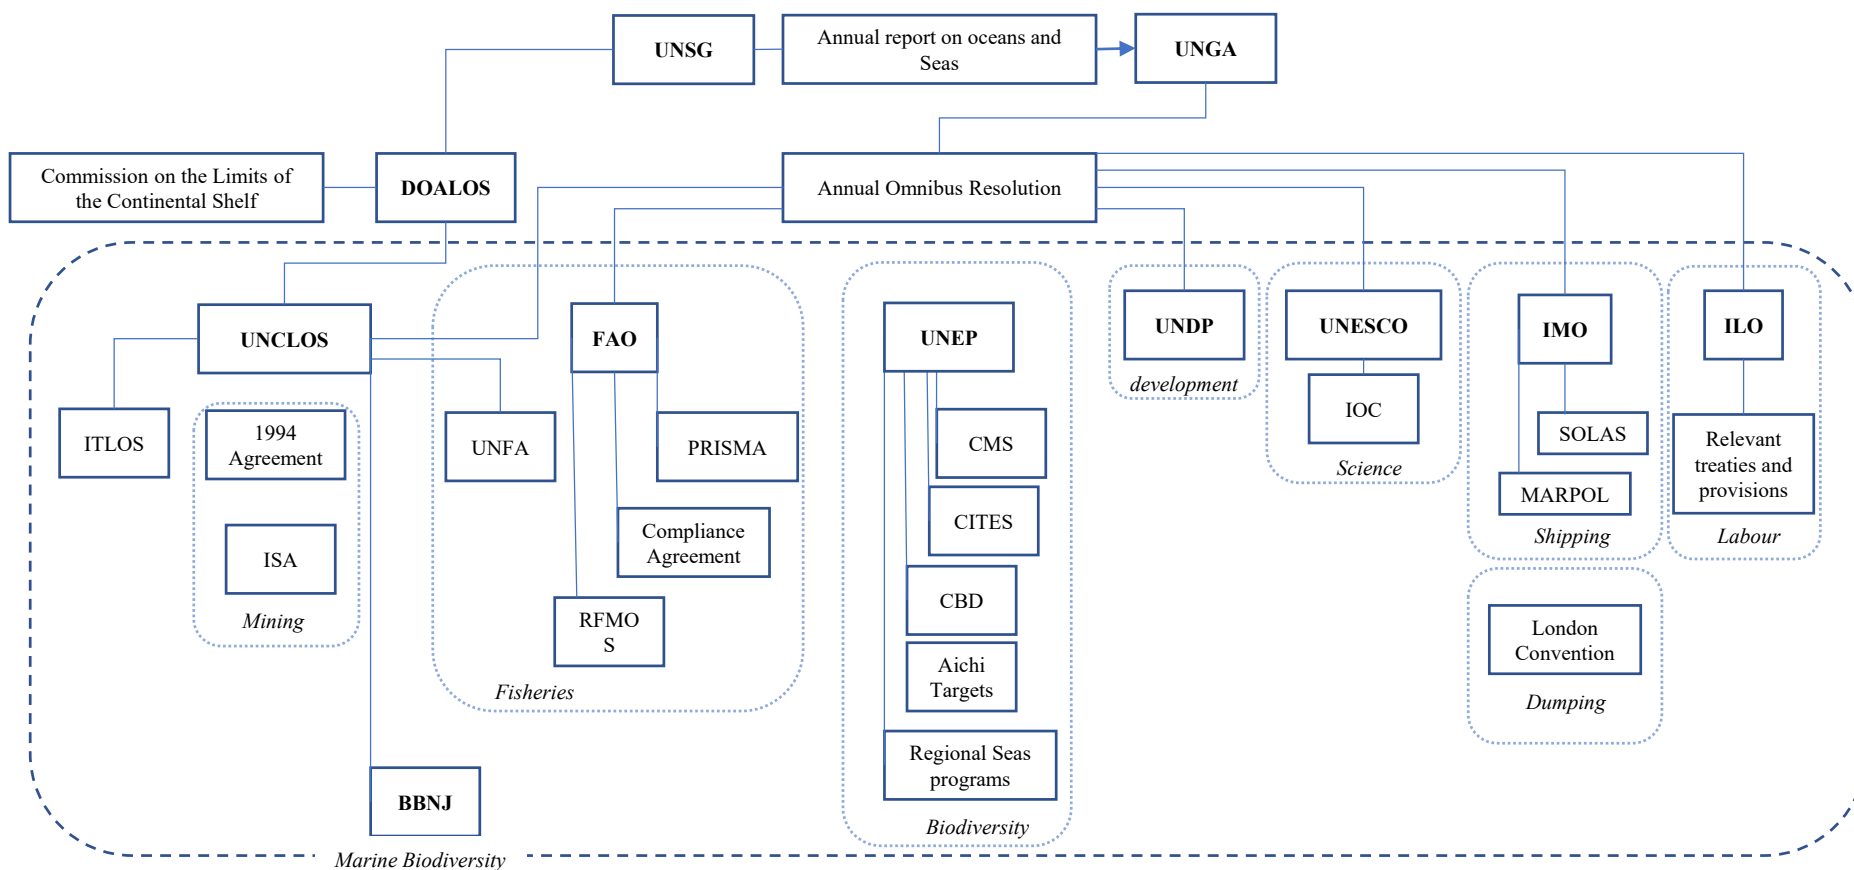 UNSG
Annual report on oceans and
Seas
UNGA
Commission on the Limits of
the Continental Shelf
DOALOS
Annual Omnibus Resolution
UNCLOS
FAO
UNEP
UNDP
development
UNESCO
IMO
ILO
ITLOS
1994
Agreement
ISA
Mining
UNFA
PRISMA
Compliance
Agreement
RFMO
S
Fisheries
CMS
CITES
CBD
Aichi
Targets
Regional Seas
programs
Biodiversity
IOC
Science
SOLAS
MARPOL
Shipping
Relevant
treaties and
provisions
Labour
London
Convention
Dumping
BBNJ
Marine Biodiversity